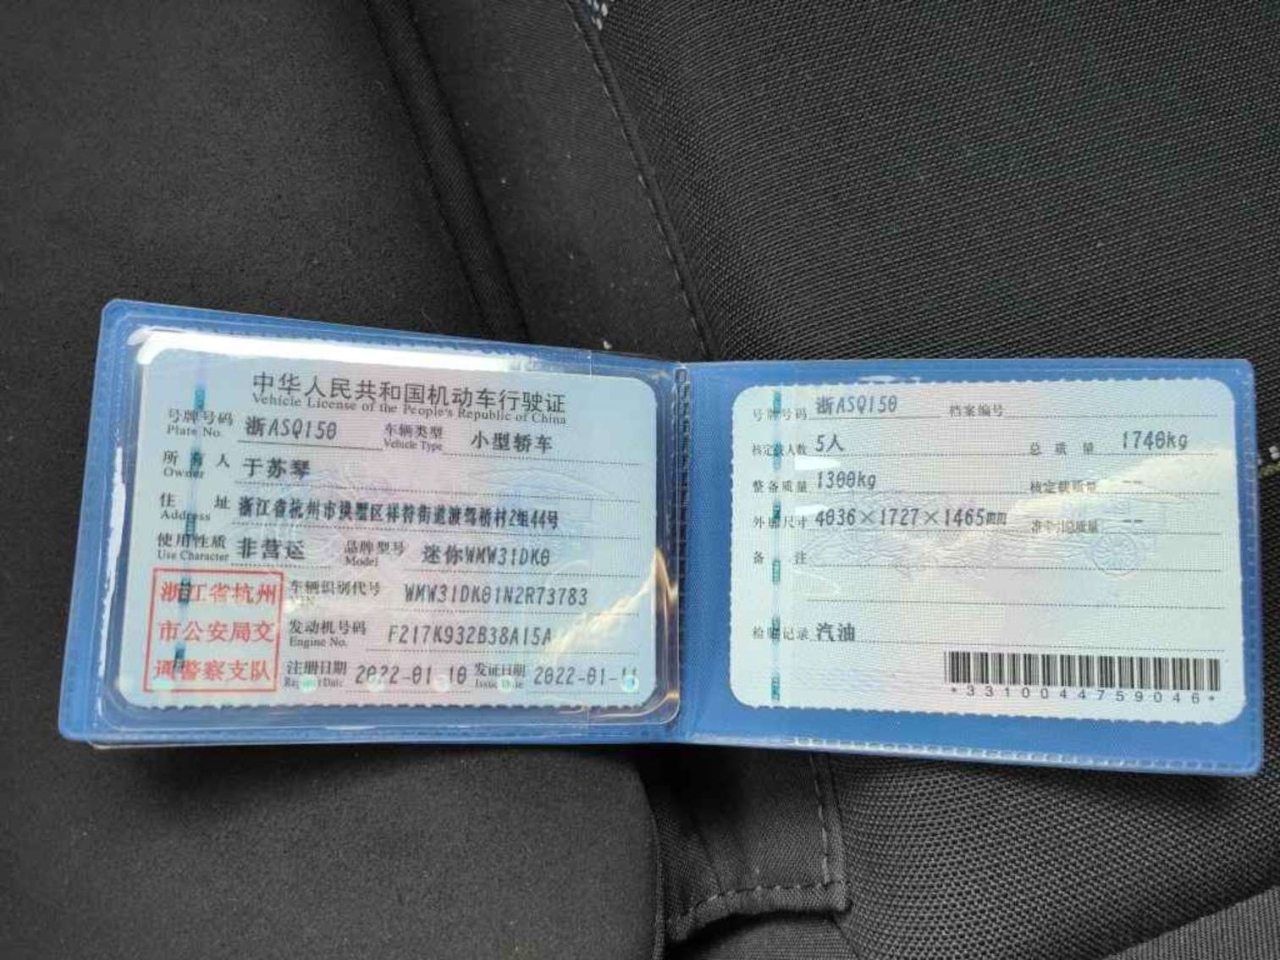 中华人民共和国机动车行驶证
Vehicle License of the People's Republic of China
号牌号码 浙ASQ150 车辆类型 小型轿车
Plate No. Vehicle Type
所有人 于苏琴
Owner
住 址 浙江省杭州市拱墅区祥符街道渡驾桥村2组44号
Address
使用性质 非营运 品牌型号 迷你WMW31DK0
Use Character Model
浙江省杭州
市公安局交
通警察支队
车辆识别代号 WMW31DK01N2R73783
VIN
发动机号码 F217K932B38A15A
Engine No.
注册日期 2022-01-10 发证日期 2022-01-11
Register Date Issue Date
号牌号码 浙ASQ150 档案编号
核定载人数 5人 总质量 1740kg
整备质量 1300kg 核定载质量 --
外廓尺寸 4036×1727×1465mm 准牵引总质量 --
备 注
检验记录 汽油
*3310044759046*